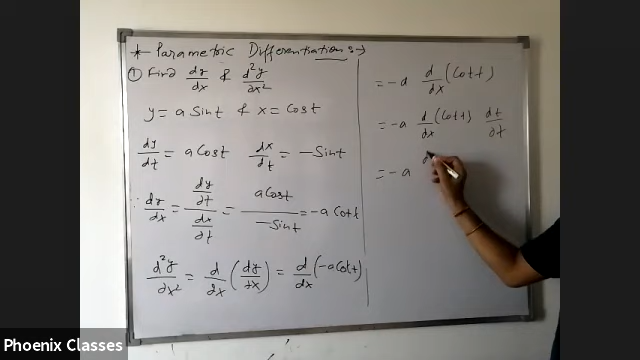 * Parametric Differentiation :→
① Find dy/dx & d²y/dx²
y = a Sint & x = Cost
dy/dt = a Cost dx/dt = - Sint
∴ dy/dx = (dy/dt)/(dx/dt) = a Cost/-Sint = -a Cott
d²y/dx² = d/dx (dy/dx) = d/dx (-a Cott)
= -a d/dx (Cott)
= -a d/dx (Cott) dt/dt
= -a d
Phoenix Classes